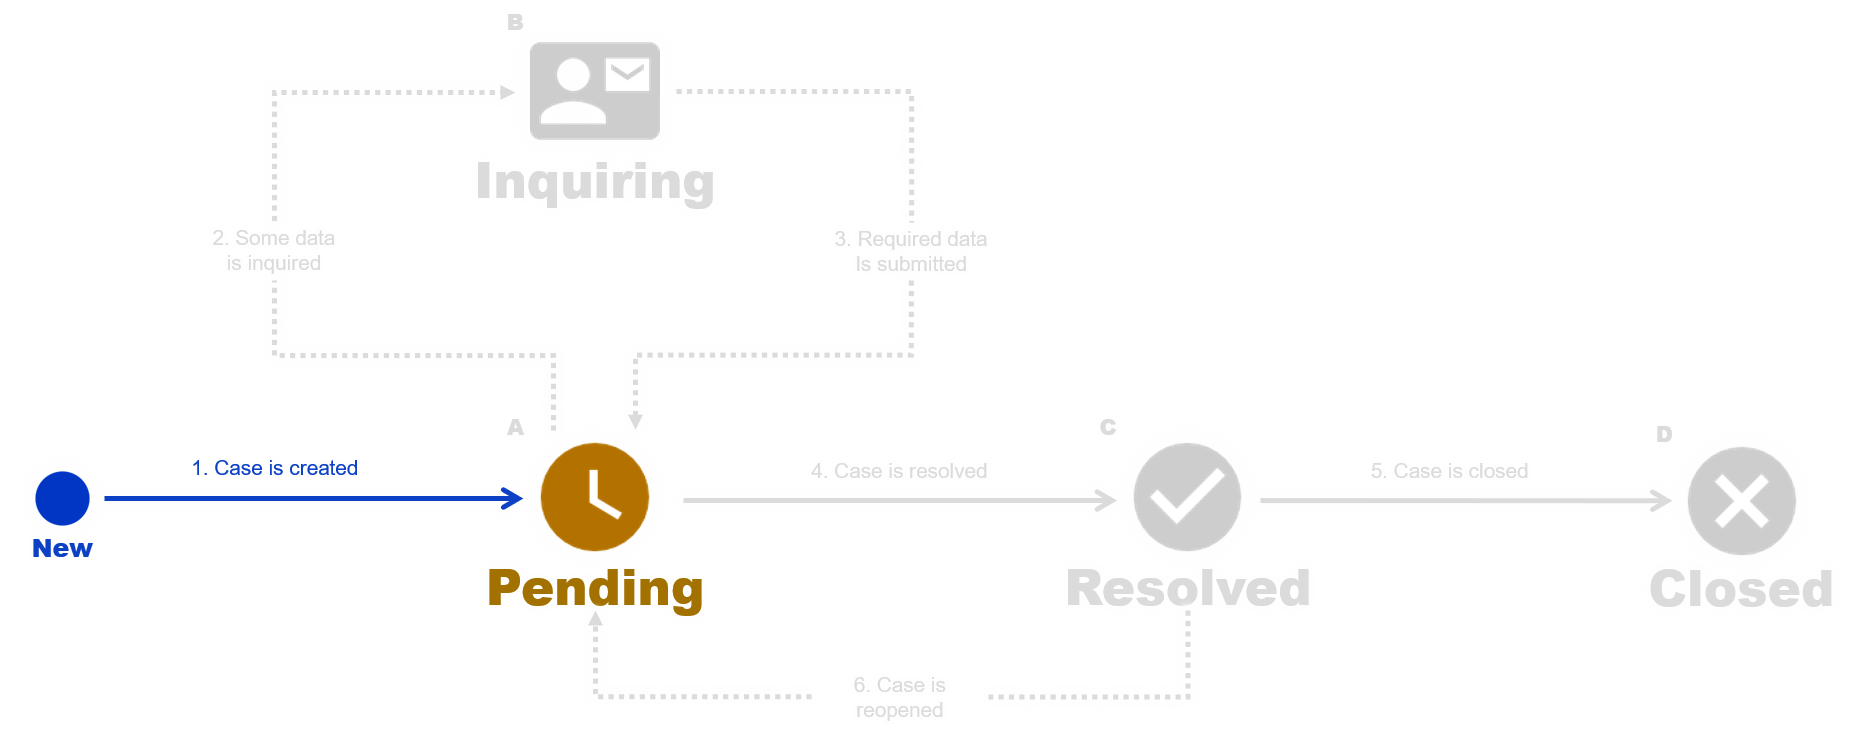 B
Inquiring
2. Some data
is inquired
3. Required data
Is submitted
A
C
D
1. Case is created
4. Case is resolved
5. Case is closed
New
Pending
Resolved
Closed
6. Case is
reopened